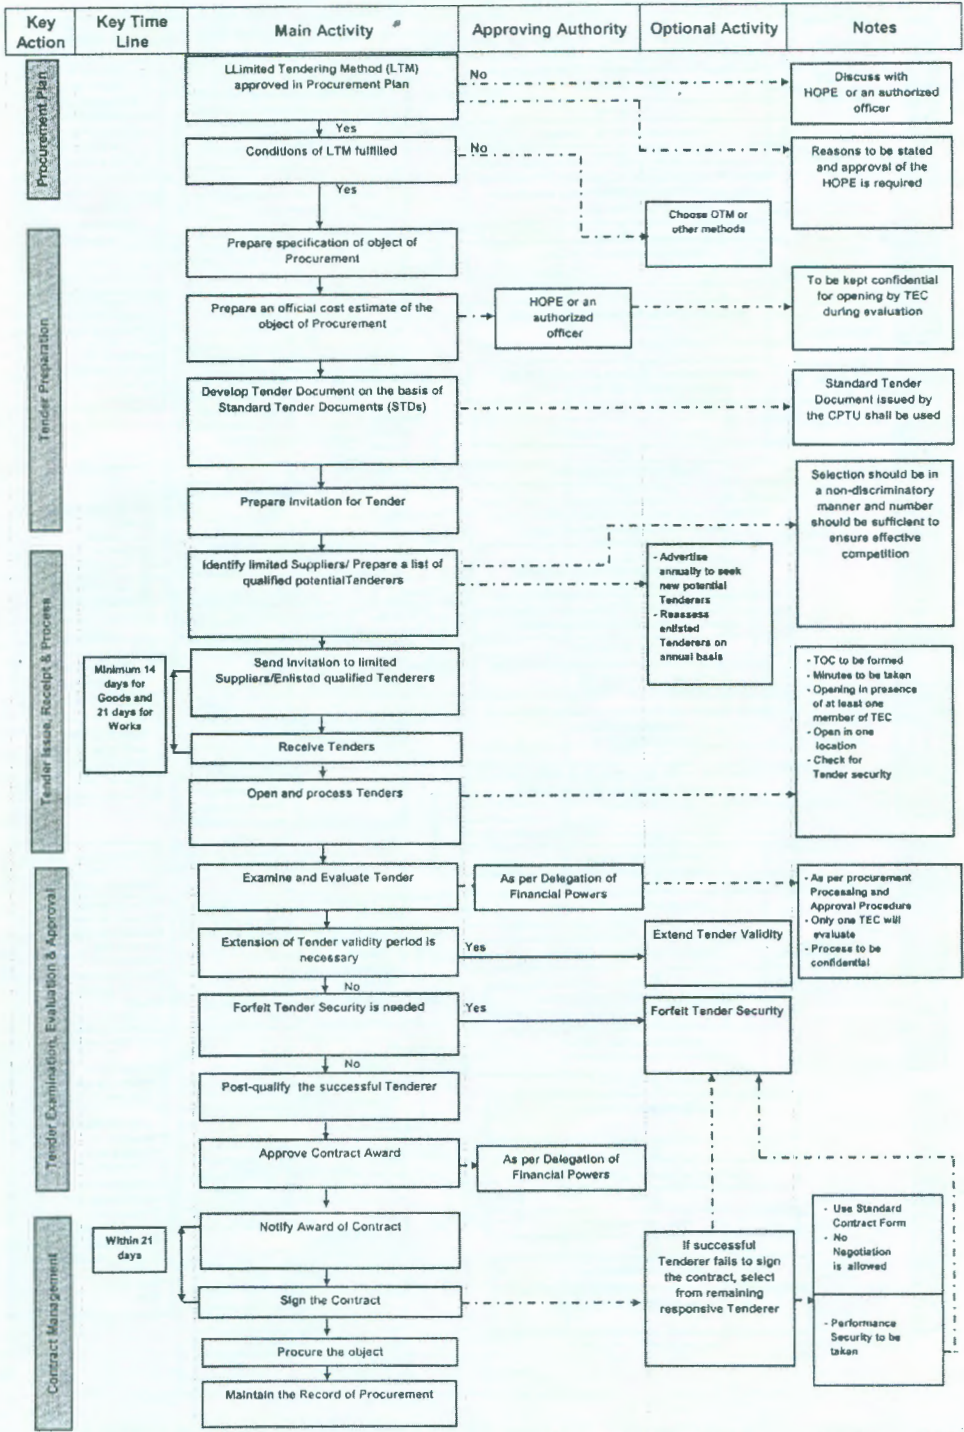 Key
Action
Key Time
Line
Main Activity
Approving Authority
Optional Activity
Notes
Procurement Plan
LLimited Tendering Method (LTM)
approved in Procurement Plan
No
Discuss with
HOPE or an authorized
officer
Yes
Conditions of LTM fulfilled
No
Reasons to be stated
and approval of the
HOPE is required
Yes
Choose OTM or
other methods
Tender Preparation
Prepare specification of object of
Procurement
Prepare an official cost estimate of the
object of Procurement
HOPE or an
authorized
officer
To be kept confidential
for opening by TEC
during evaluation
Develop Tender Document on the basis of
Standard Tender Documents (STDs)
Standard Tender
Document issued by
the CPTU shall be used
Prepare Invitation for Tender
Selection should be in
a non-discriminatory
manner and number
should be sufficient to
ensure effective
competition
Tender Issue, Receipt & Process
Identify limited Suppliers/ Prepare a list of
qualified potentialTenderers
- Advertise
annually to seek
new potential
Tenderers
- Reassess
enlisted
Tenderers on
annual basis
Minimum 14
days for
Goods and
21 days for
Works
Send Invitation to limited
Suppliers/Enlisted qualified Tenderers
Receive Tenders
Open and process Tenders
- TOC to be formed
- Minutes to be taken
- Opening in presence
of at least one
member of TEC
- Open in one
location
- Check for
Tender security
Tender Examination, Evaluation & Approval
Examine and Evaluate Tender
As per Delegation of
Financial Powers
- As per procurement
Processing and
Approval Procedure
- Only one TEC will
evaluate
- Process to be
confidential
Extension of Tender validity period is
necessary
Yes
Extend Tender Validity
No
Forfeit Tender Security is needed
Yes
Forfeit Tender Security
No
Post-qualify the successful Tenderer
Approve Contract Award
As per Delegation of
Financial Powers
Contract Management
Within 21
days
Notify Award of Contract
Sign the Contract
If successful
Tenderer fails to sign
the contract, select
from remaining
responsive Tenderer
- Use Standard
Contract Form
- No
Negotiation
is allowed
- Performance
Security to be
taken
Procure the object
Maintain the Record of Procurement